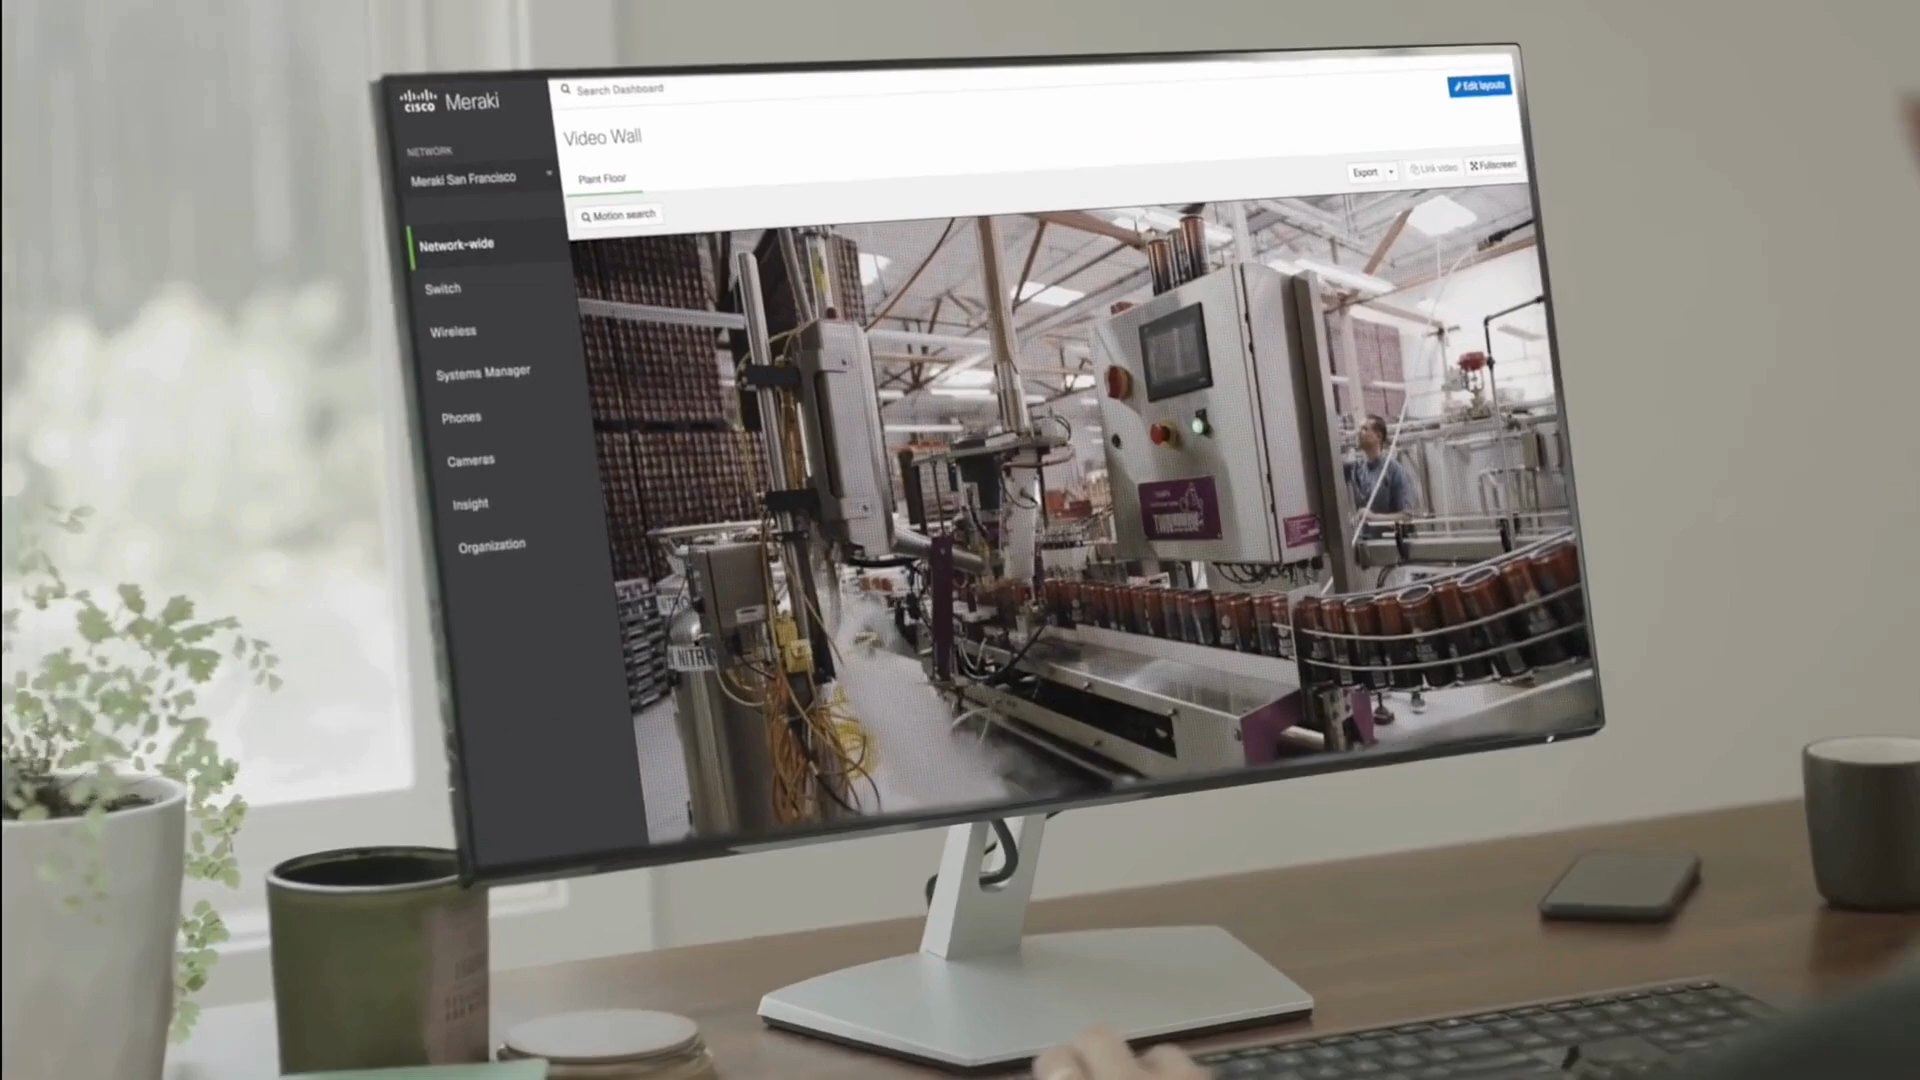 CISCO Meraki
NETWORK
Meraki San Francisco
Network-wide
Switch
Wireless
Systems Manager
Phones
Cameras
Insight
Organization
Search Dashboard
Edit layouts
Video Wall
Plant Floor
Export
Link video
Fullscreen
Motion search
NITR